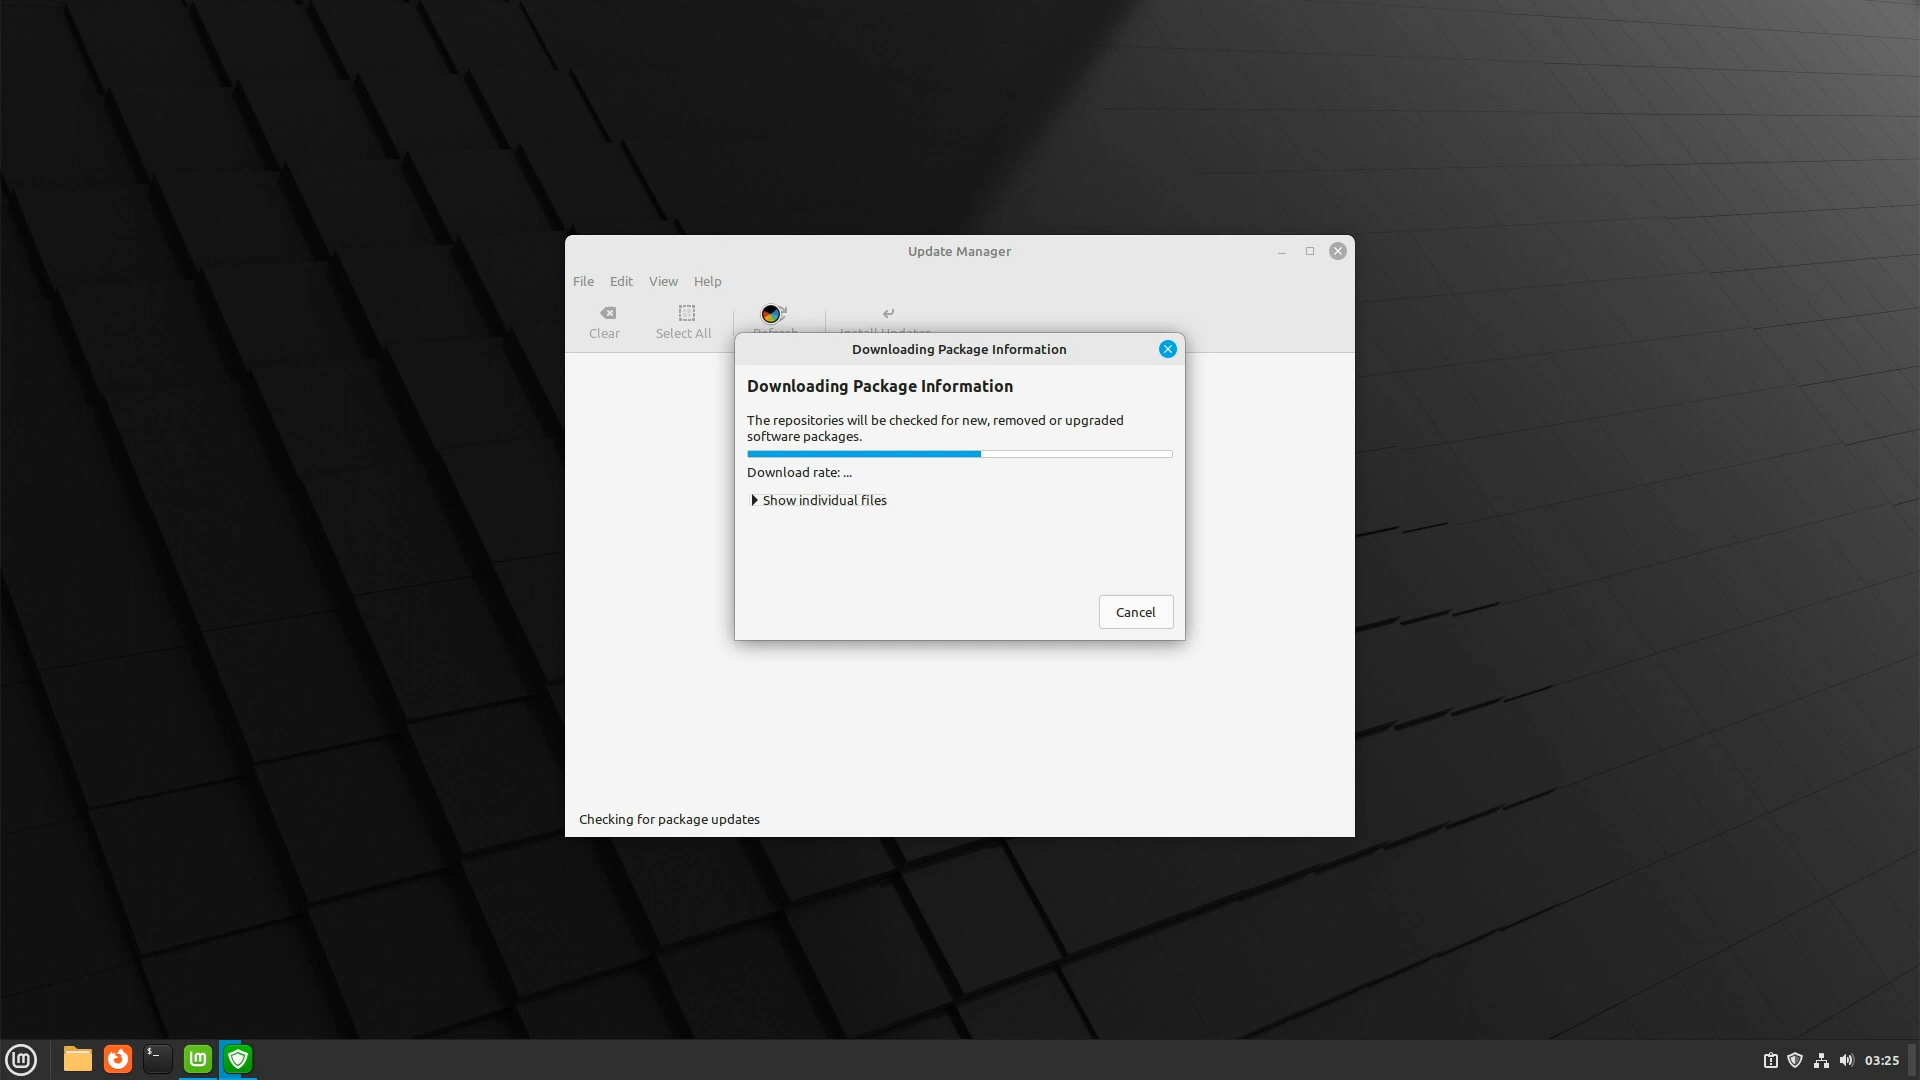 Update Manager
File Edit View Help
Clear Select All
Downloading Package Information
Downloading Package Information
The repositories will be checked for new, removed or upgraded
software packages.
Download rate: ...
Show individual files
Cancel
Checking for package updates
$_
03:25